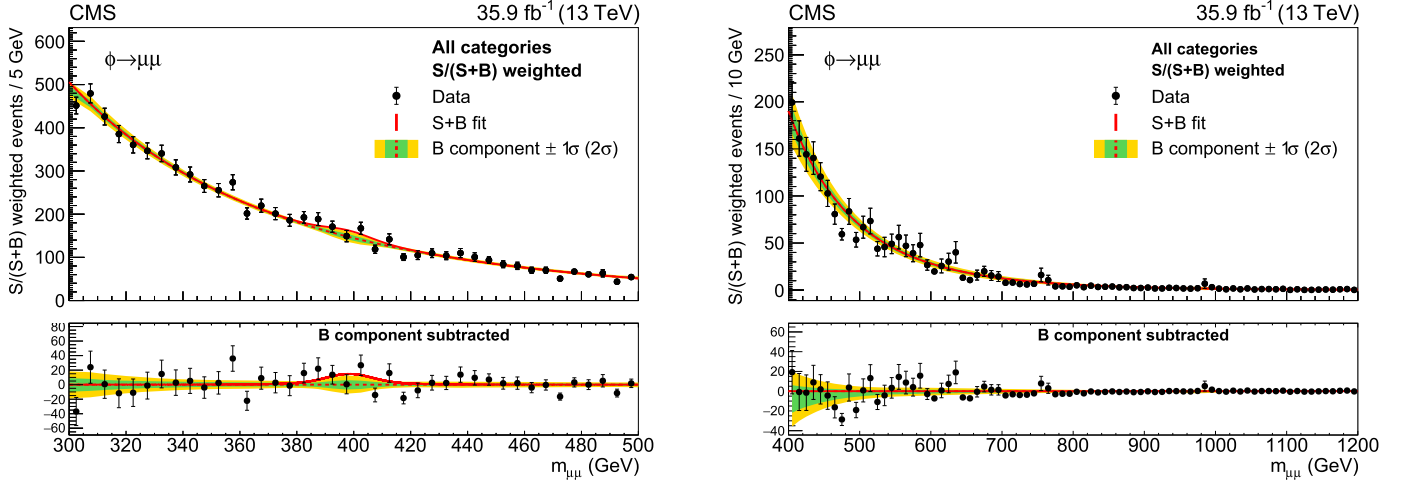 CMS 35.9 fb⁻¹ (13 TeV)
S/(S+B) weighted events / 5 GeV
600
500
400
300
200
100
0
ϕ→μμ
All categories
S/(S+B) weighted
Data
S+B fit
B component ± 1σ (2σ)
B component subtracted
80
60
40
20
0
−20
−40
−60
300 320 340 360 380 400 420 440 460 480 500
m_μμ (GeV)
CMS 35.9 fb⁻¹ (13 TeV)
S/(S+B) weighted events / 10 GeV
250
200
150
100
50
0
ϕ→μμ
All categories
S/(S+B) weighted
Data
S+B fit
B component ± 1σ (2σ)
B component subtracted
60
40
20
0
−20
−40
400 500 600 700 800 900 1000 1100 1200
m_μμ (GeV)